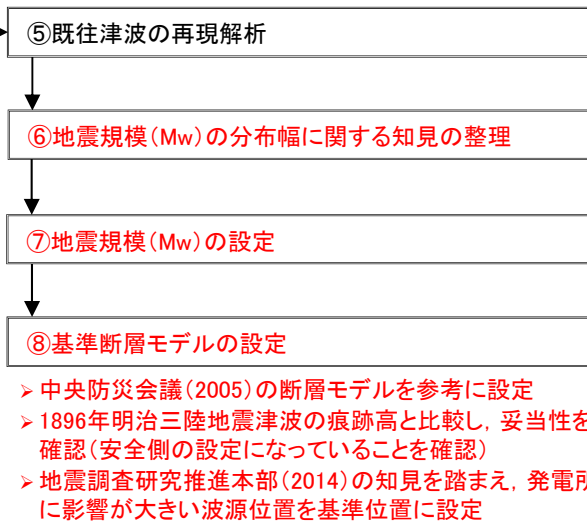 ⑤既往津波の再現解析
⑥地震規模（Mw）の分布幅に関する知見の整理
⑦地震規模（Mw）の設定
⑧基準断層モデルの設定
➢中央防災会議（2005）の断層モデルを参考に設定
➢1896年明治三陸地震津波の痕跡高と比較し，妥当性を
確認（安全側の設定になっていることを確認）
➢地震調査研究推進本部（2014）の知見を踏まえ，発電所
に影響が大きい波源位置を基準位置に設定